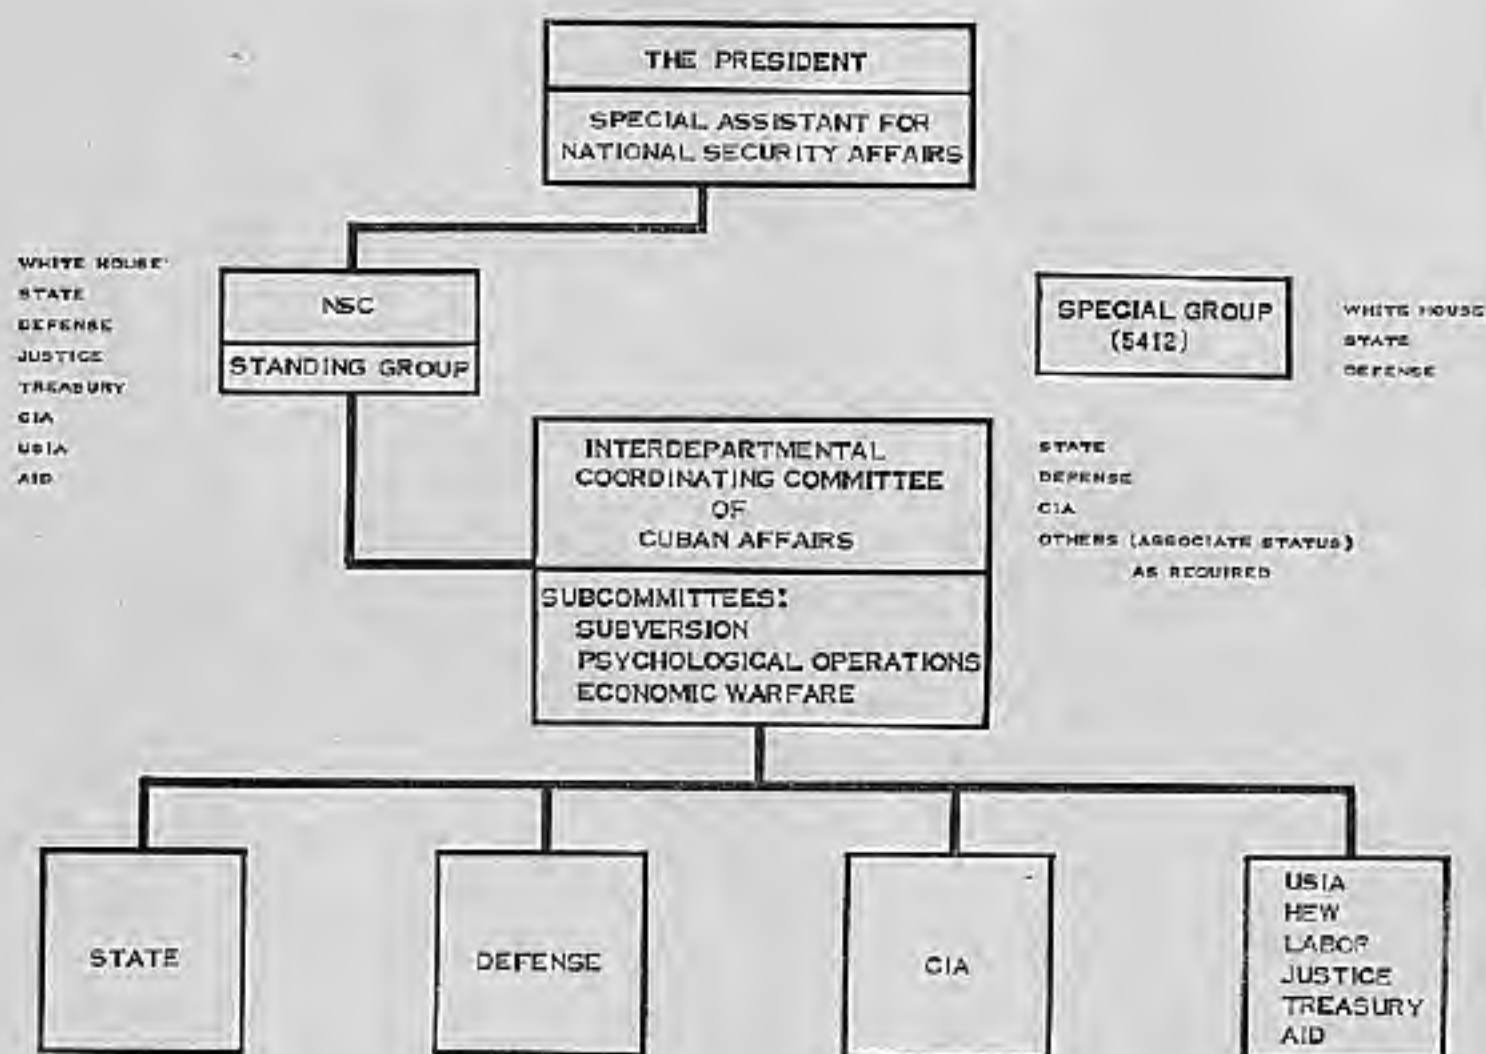 THE PRESIDENT
SPECIAL ASSISTANT FOR
NATIONAL SECURITY AFFAIRS
WHITE HOUSE
STATE
DEFENSE
JUSTICE
TREASURY
CIA
USIA
AID
NSC
STANDING GROUP
SPECIAL GROUP
(5412)
WHITE HOUSE
STATE
DEFENSE
INTERDEPARTMENTAL
COORDINATING COMMITTEE
OF
CUBAN AFFAIRS
SUBCOMMITTEES:
SUBVERSION
PSYCHOLOGICAL OPERATIONS
ECONOMIC WARFARE
STATE
DEFENSE
CIA
OTHERS (ASSOCIATE STATUS)
AS REQUIRED
STATE
DEFENSE
CIA
USIA
HEW
LABOR
JUSTICE
TREASURY
AID